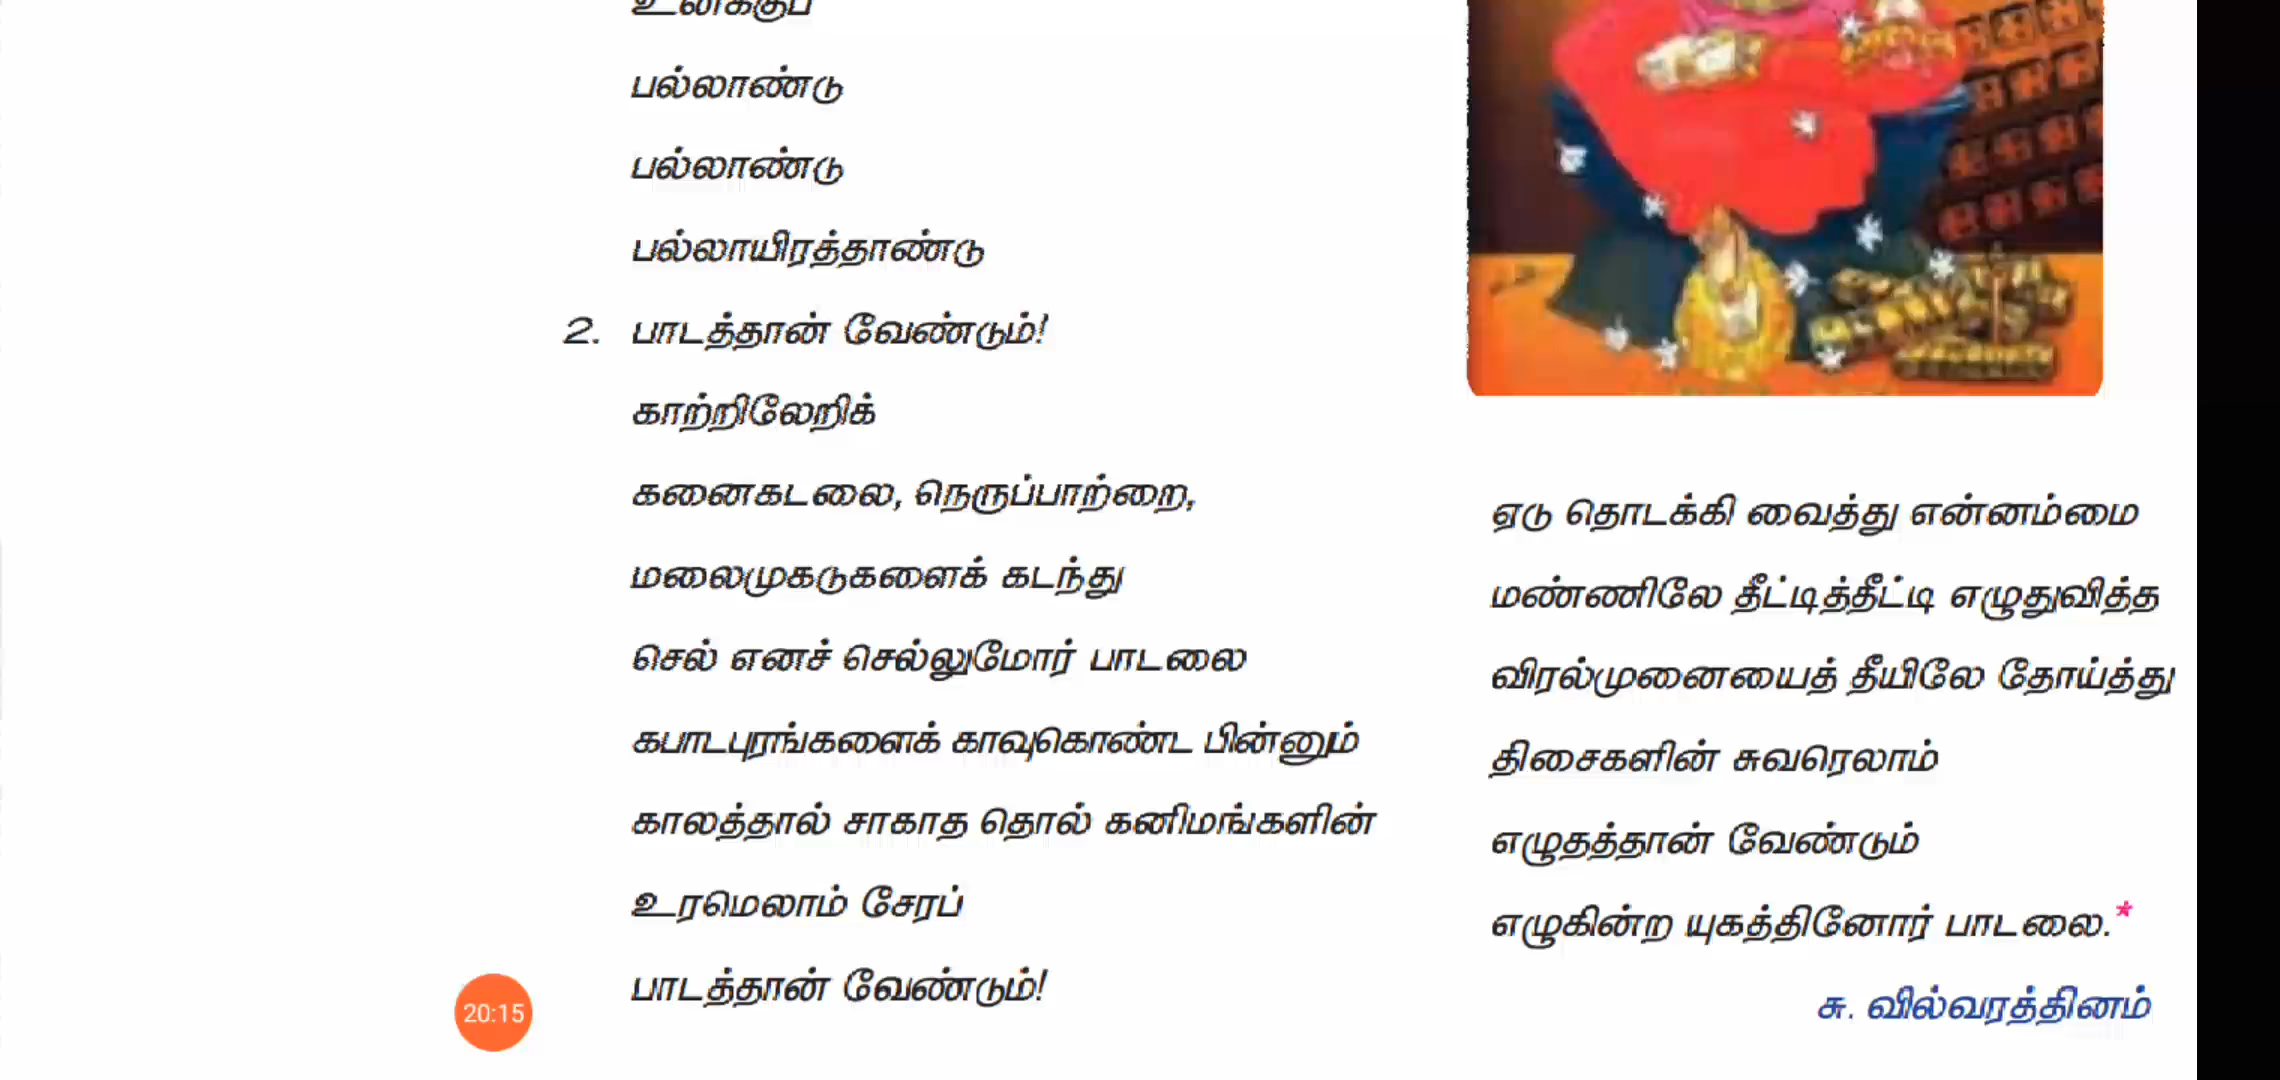 உனக்குப்
பல்லாண்டு
பல்லாண்டு
பல்லாயிரத்தாண்டு
2. பாடத்தான் வேண்டும்!
காற்றிலேறிக்
கனைகடலை, நெருப்பாற்றை,
மலைமுகடுகளைக் கடந்து
செல் எனச் செல்லுமோர் பாடலை
கபாடபுரங்களைக் காவுகொண்ட பின்னும்
காலத்தால் சாகாத தொல் கனிமங்களின்
உரமெலாம் சேரப்
பாடத்தான் வேண்டும்!
20:15
ஏடு தொடக்கி வைத்து என்னம்மை
மண்ணிலே தீட்டித்தீட்டி எழுதுவித்த
விரல்முனையைத் தீயிலே தோய்த்து
திசைகளின் சுவரெலாம்
எழுதத்தான் வேண்டும்
எழுகின்ற யுகத்தினோர் பாடலை.*
சு. வில்வரத்தினம்